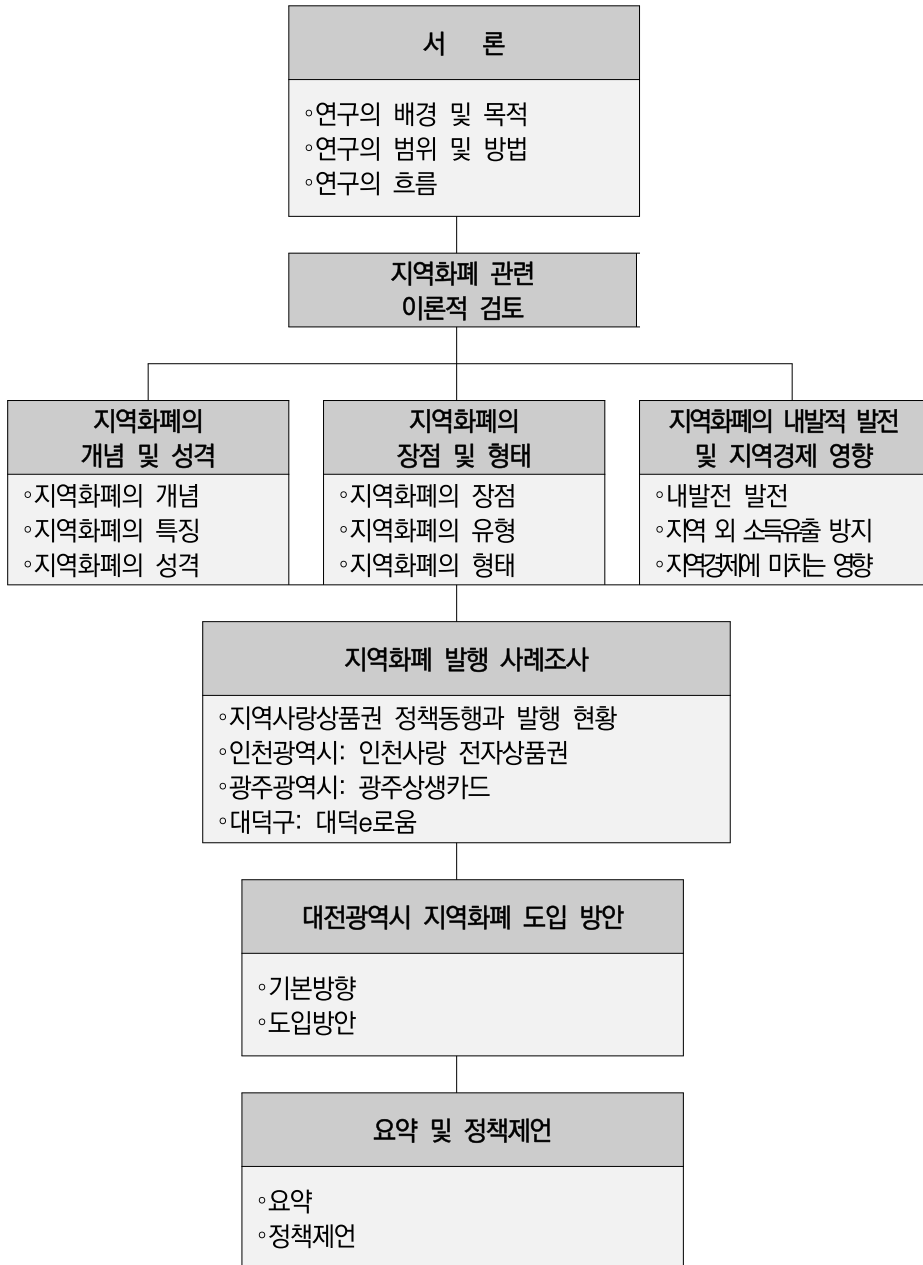 서 론
◦연구의 배경 및 목적
◦연구의 범위 및 방법
◦연구의 흐름
지역화폐 관련
이론적 검토
지역화폐의
개념 및 성격
◦지역화폐의 개념
◦지역화폐의 특징
◦지역화폐의 성격
지역화폐의
장점 및 형태
◦지역화폐의 장점
◦지역화폐의 유형
◦지역화폐의 형태
지역화폐의 내발적 발전
및 지역경제 영향
◦내발전 발전
◦지역 외 소득유출 방지
◦지역경제에 미치는 영향
지역화폐 발행 사례조사
◦지역사랑상품권 정책동행과 발행 현황
◦인천광역시: 인천사랑 전자상품권
◦광주광역시: 광주상생카드
◦대덕구: 대덕e로움
대전광역시 지역화폐 도입 방안
◦기본방향
◦도입방안
요약 및 정책제언
◦요약
◦정책제언